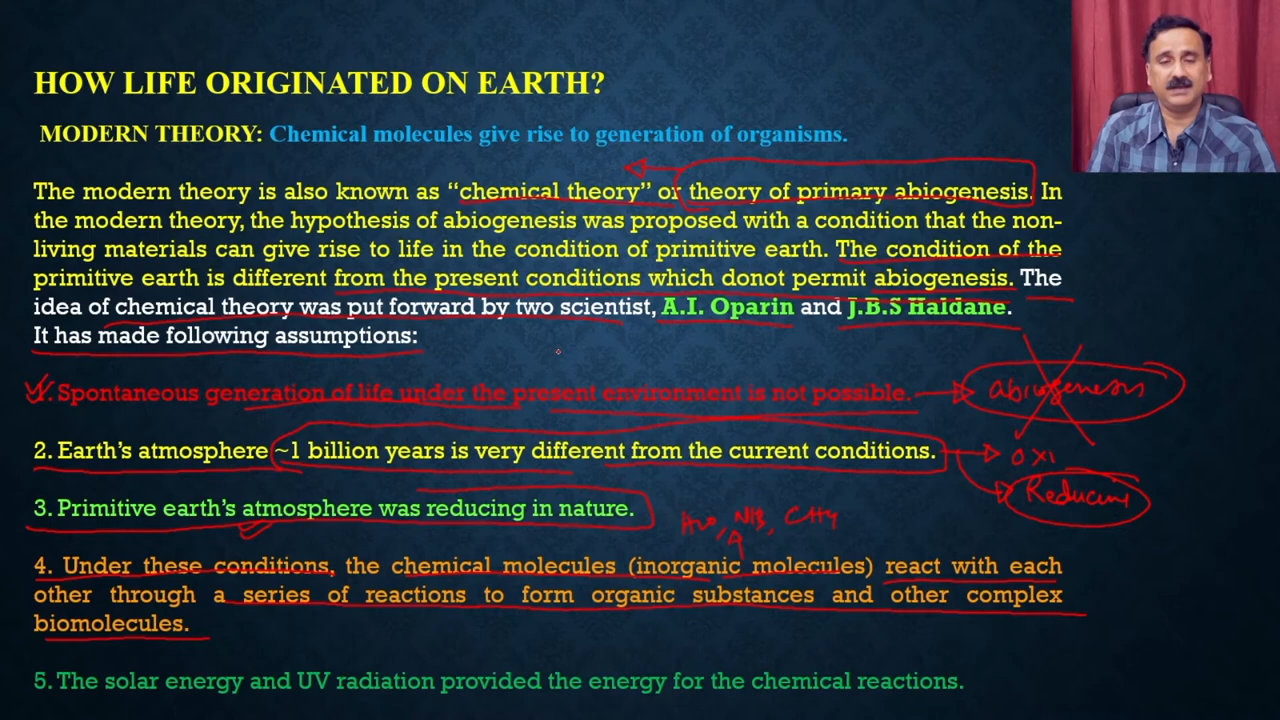 HOW LIFE ORIGINATED ON EARTH?
MODERN THEORY: Chemical molecules give rise to generation of organisms.
The modern theory is also known as “chemical theory” or theory of primary abiogenesis. In
the modern theory, the hypothesis of abiogenesis was proposed with a condition that the non-
living materials can give rise to life in the condition of primitive earth. The condition of the
primitive earth is different from the present conditions which donot permit abiogenesis. The
idea of chemical theory was put forward by two scientist, A.I. Oparin and J.B.S Haldane.
It has made following assumptions:
1. Spontaneous generation of life under the present environment is not possible.
abiogenesis
2. Earth’s atmosphere ~1 billion years is very different from the current conditions.
oxi
Reducing
3. Primitive earth’s atmosphere was reducing in nature.
H2O, NH3, CH4
4. Under these conditions, the chemical molecules (inorganic molecules) react with each
other through a series of reactions to form organic substances and other complex
biomolecules.
5. The solar energy and UV radiation provided the energy for the chemical reactions.